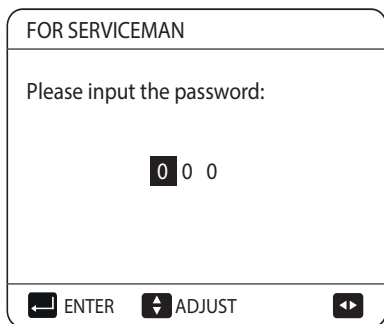 FOR SERVICEMAN
Please input the password:
0 0 0
ENTER ADJUST